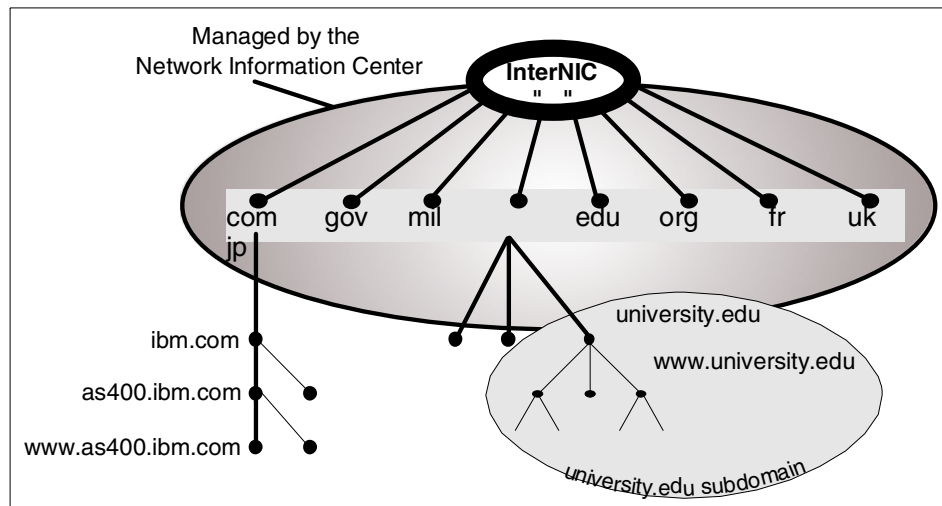 Managed by the
Network Information Center
InterNIC
" "
com gov mil edu org fr uk
jp
university.edu
ibm.com
www.university.edu
as400.ibm.com
www.as400.ibm.com
university.edu subdomain